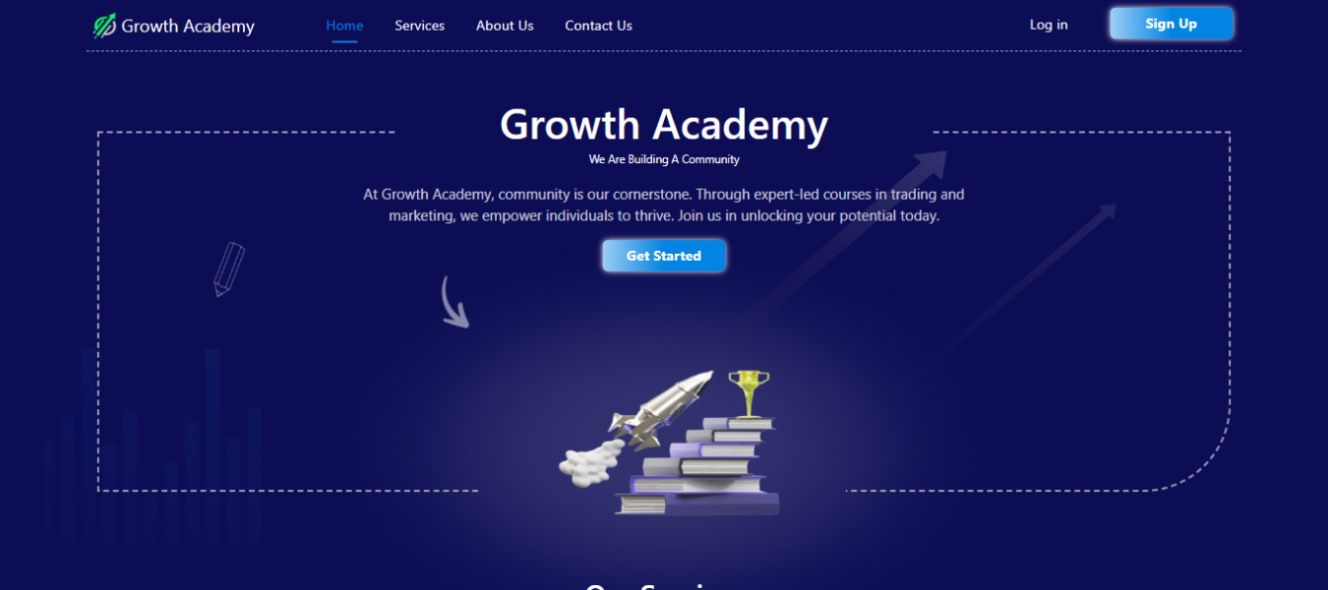 Growth Academy
Home
Services
About Us
Contact Us
Log in
Sign Up
Growth Academy
We Are Building A Community
At Growth Academy, community is our cornerstone. Through expert-led courses in trading and
marketing, we empower individuals to thrive. Join us in unlocking your potential today.
Get Started